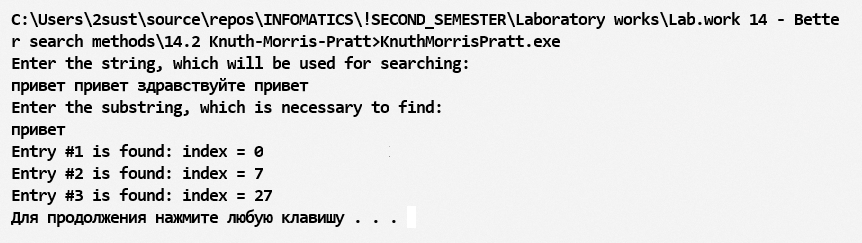 C:\Users\2sust\source\repos\INFOMATICS\!SECOND_SEMESTER\Laboratory works\Lab.work 14 - Bette
r search methods\14.2 Knuth-Morris-Pratt>KnuthMorrisPratt.exe
Enter the string, which will be used for searching:
привет привет здравствуйте привет
Enter the substring, which is necessary to find:
привет
Entry #1 is found: index = 0
Entry #2 is found: index = 7
Entry #3 is found: index = 27
Для продолжения нажмите любую клавишу . . .